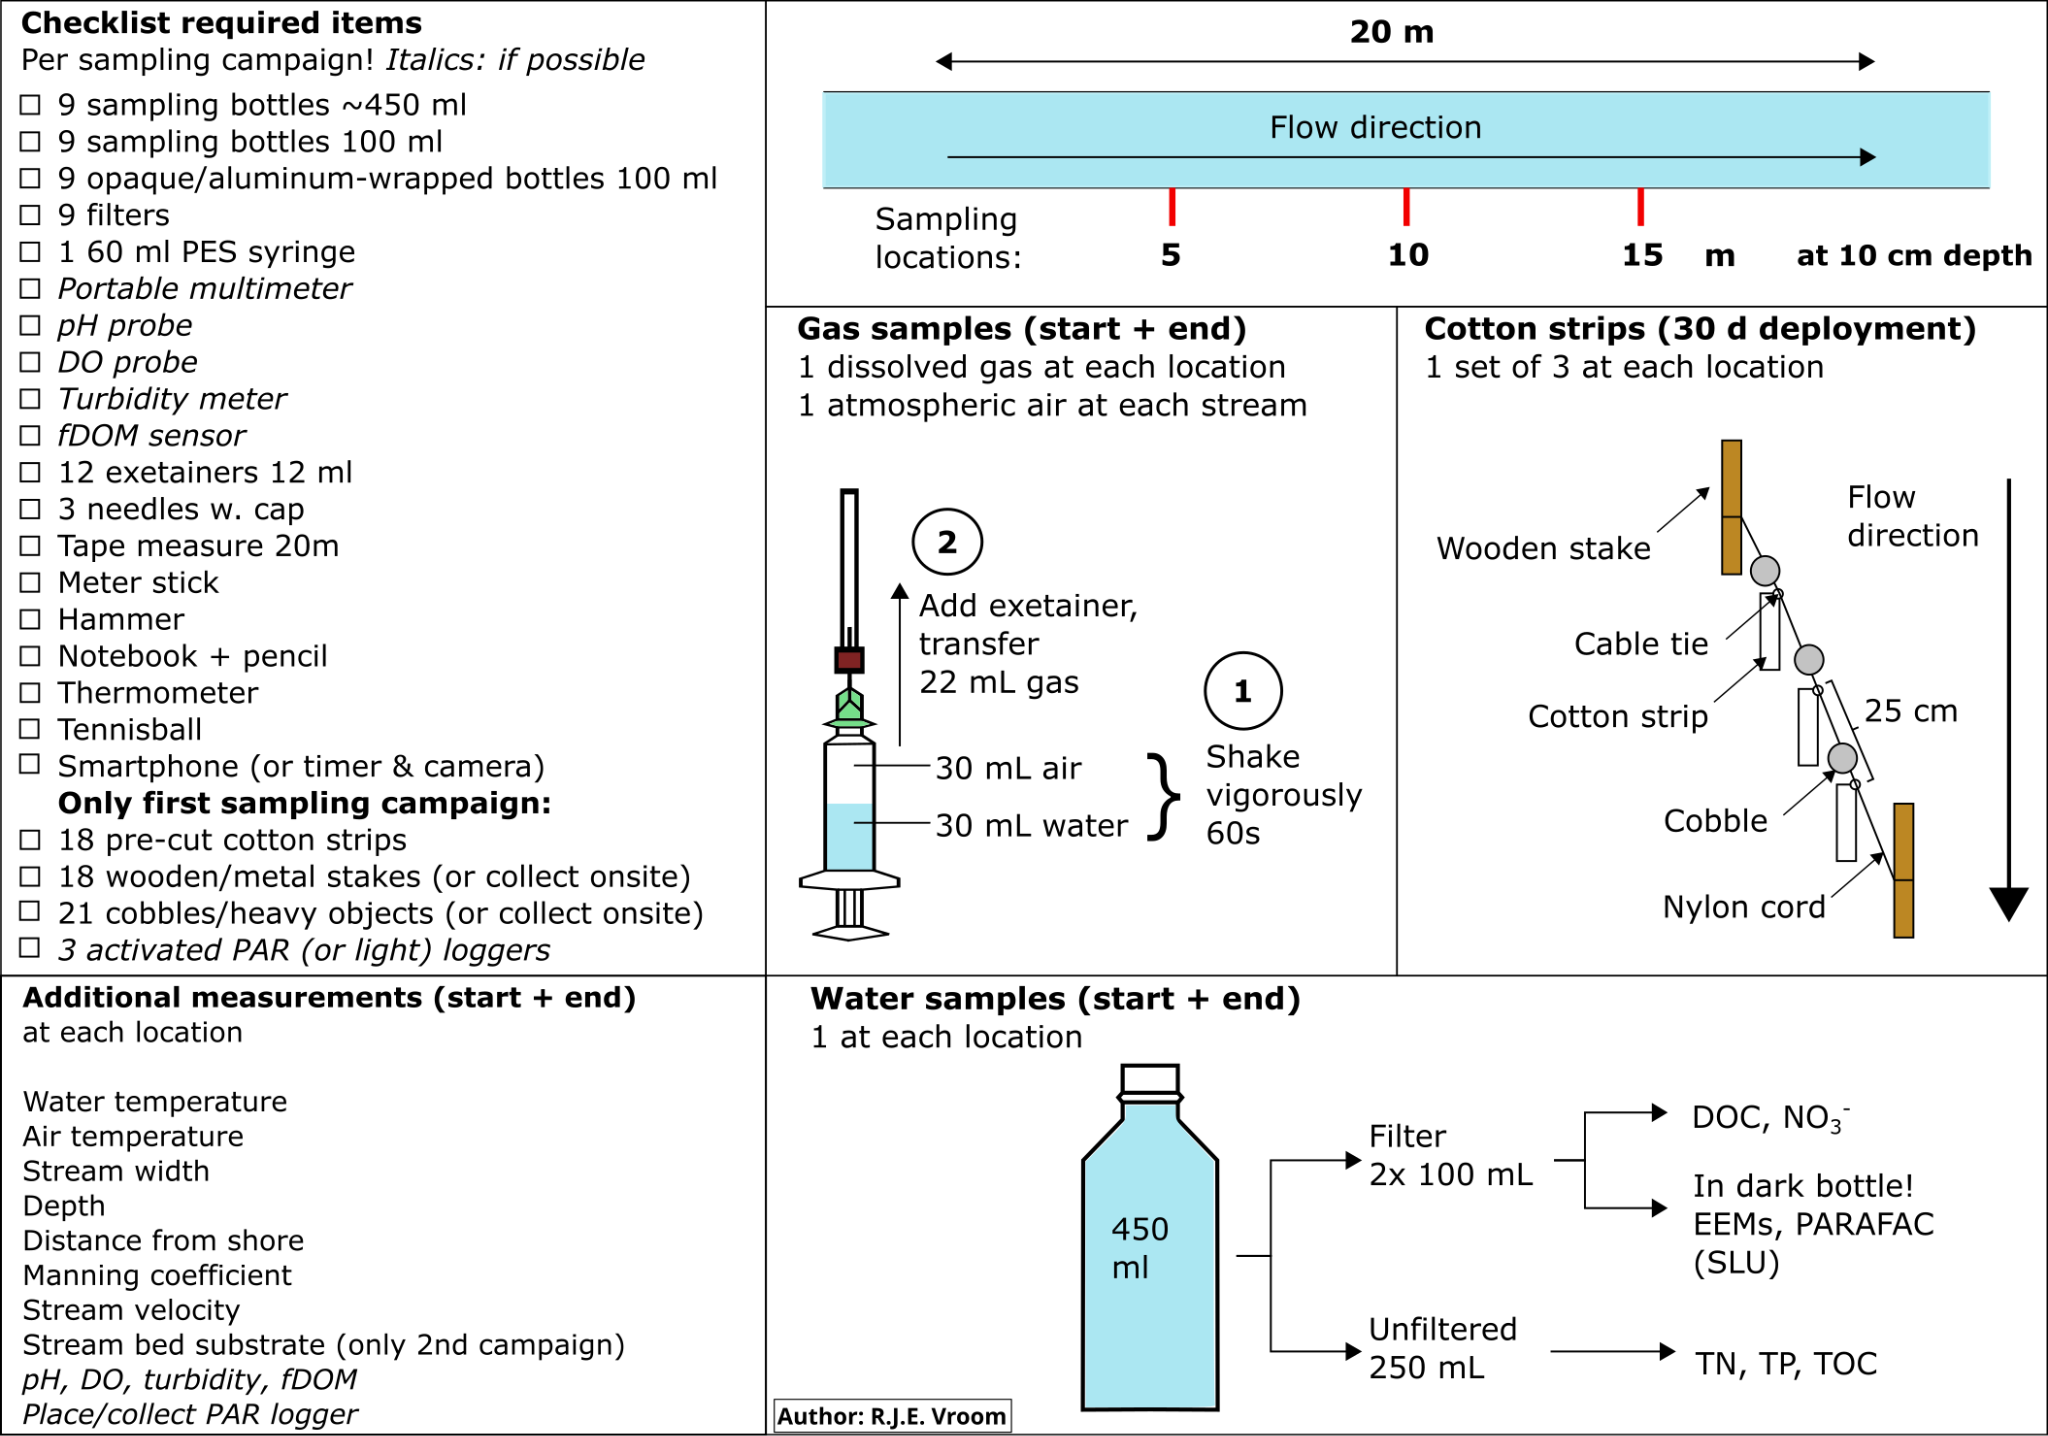 Checklist required items
Per sampling campaign! Italics: if possible
9 sampling bottles ~450 ml
9 sampling bottles 100 ml
9 opaque/aluminum-wrapped bottles 100 ml
9 filters
1 60 ml PES syringe
Portable multimeter
pH probe
DO probe
Turbidity meter
fDOM sensor
12 exetainers 12 ml
3 needles w. cap
Tape measure 20m
Meter stick
Hammer
Notebook + pencil
Thermometer
Tennisball
Smartphone (or timer & camera)
Only first sampling campaign:
18 pre-cut cotton strips
18 wooden/metal stakes (or collect onsite)
21 cobbles/heavy objects (or collect onsite)
3 activated PAR (or light) loggers
20 m
Flow direction
Sampling
locations:
5 10 15 m at 10 cm depth
Gas samples (start + end)
1 dissolved gas at each location
1 atmospheric air at each stream
2
Add exetainer,
transfer
22 mL gas
1
Shake
vigorously
60s
30 mL air
30 mL water
Cotton strips (30 d deployment)
1 set of 3 at each location
Flow
direction
Wooden stake
Cable tie
Cotton strip
25 cm
Cobble
Nylon cord
Additional measurements (start + end)
at each location
Water temperature
Air temperature
Stream width
Depth
Distance from shore
Manning coefficient
Stream velocity
Stream bed substrate (only 2nd campaign)
pH, DO, turbidity, fDOM
Place/collect PAR logger
Water samples (start + end)
1 at each location
450
ml
Filter
2x 100 mL
DOC, NO₃⁻
In dark bottle!
EEMs, PARAFAC
(SLU)
Unfiltered
250 mL
TN, TP, TOC
Author: R.J.E. Vroom